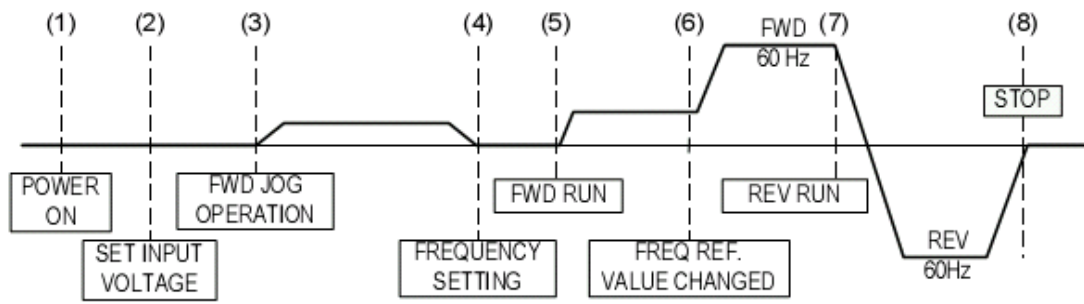 (1) (2) (3) (4) (5) (6) FWD (7) (8)
60 Hz
STOP
POWER
ON
FWD JOG
OPERATION
FWD RUN
REV RUN
SET INPUT
VOLTAGE
FREQUENCY
SETTING
FREQ REF.
VALUE CHANGED
REV
60Hz